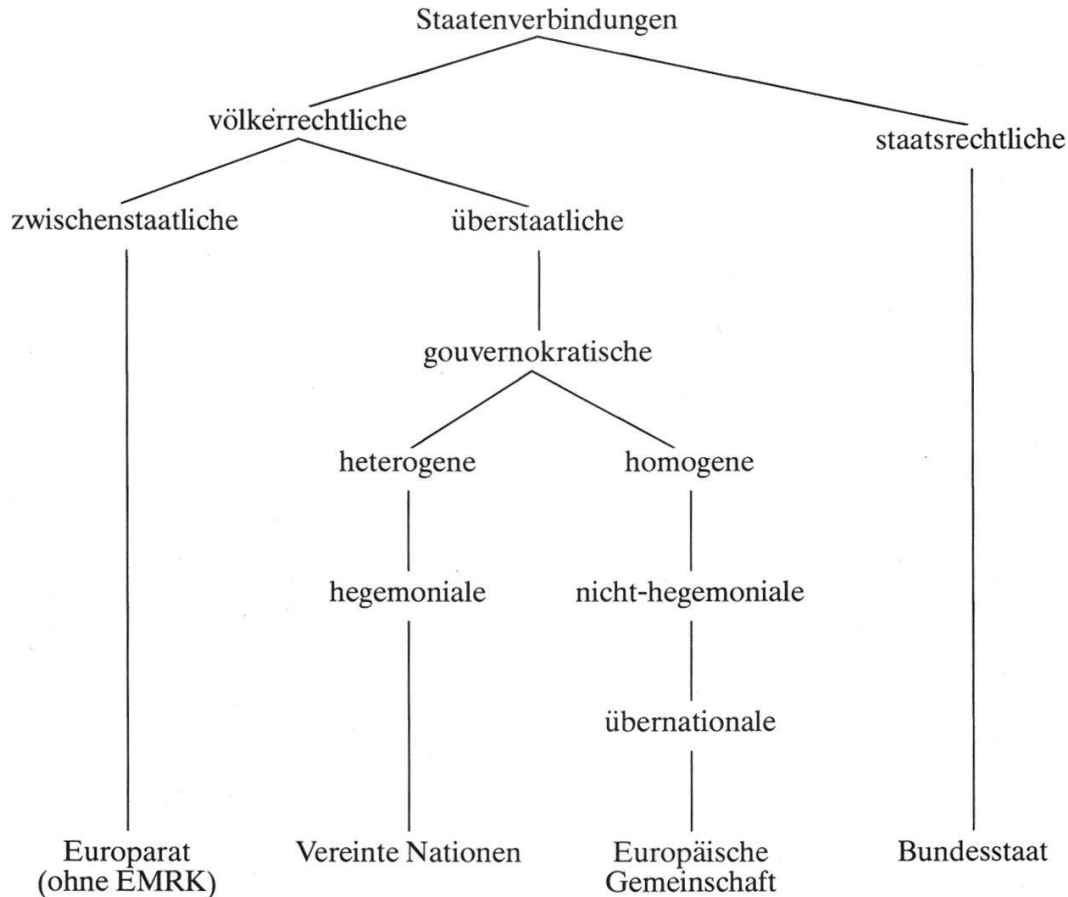 Staatenverbindungen
völkerrechtliche
staatsrechtliche
zwischenstaatliche
überstaatliche
gouvernokratische
heterogene
homogene
hegemoniale
nicht-hegemoniale
übernationale
Europarat
(ohne EMRK)
Vereinte Nationen
Europäische
Gemeinschaft
Bundesstaat